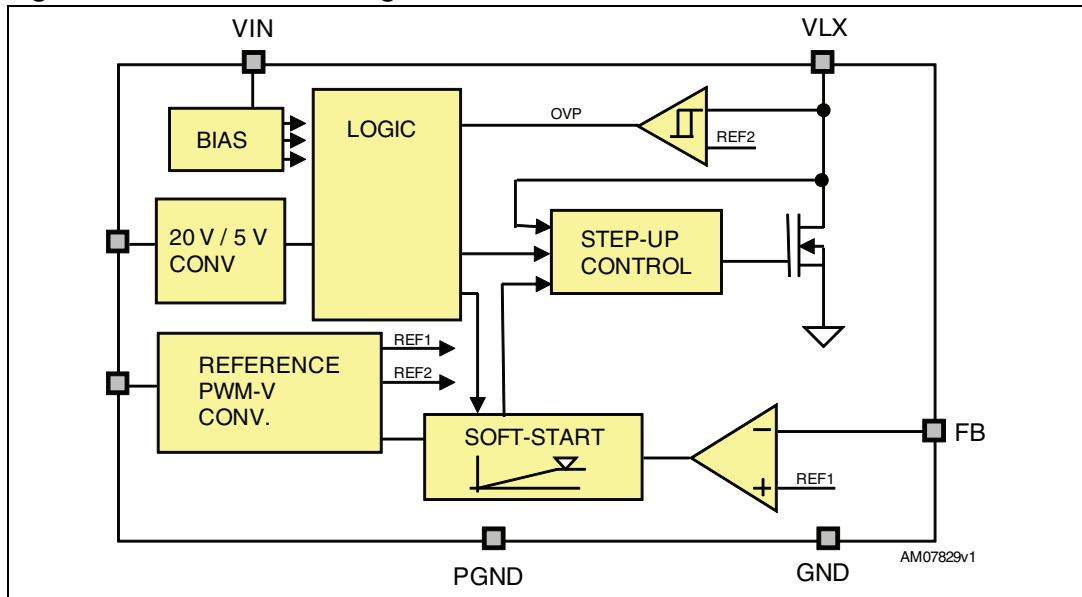 VIN
VLX
BIAS
LOGIC
OVP
REF2
20 V / 5 V
CONV
STEP-UP
CONTROL
REFERENCE
PWM-V
CONV.
REF1
REF2
SOFT-START
FB
REF1
PGND
GND
AM07829v1